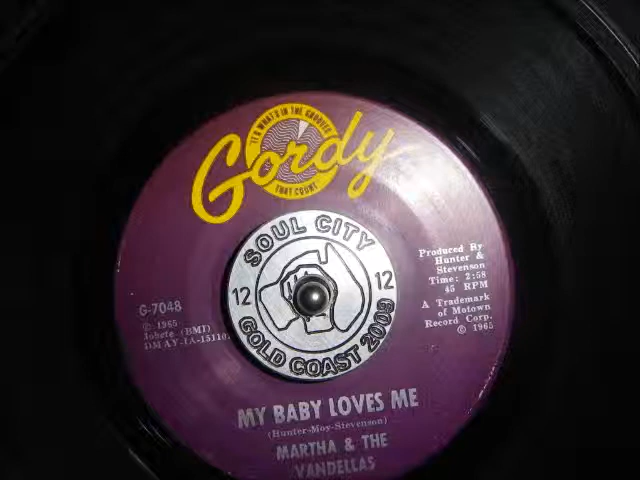 IT'S WHAT'S IN THE GROOVES
Gordy
THAT COUNT
SOUL CITY
12 12
GOLD COAST 2009
G-7048
© 1965
Jobete (BMI)
Produced By
Hunter &
Stevenson
Time: 2:58
45 RPM
A Trademark
of Motown
Record Corp.
© 1965
MY BABY LOVES ME
(Hunter-Moy-Stevenson)
MARTHA & THE
VANDELLAS